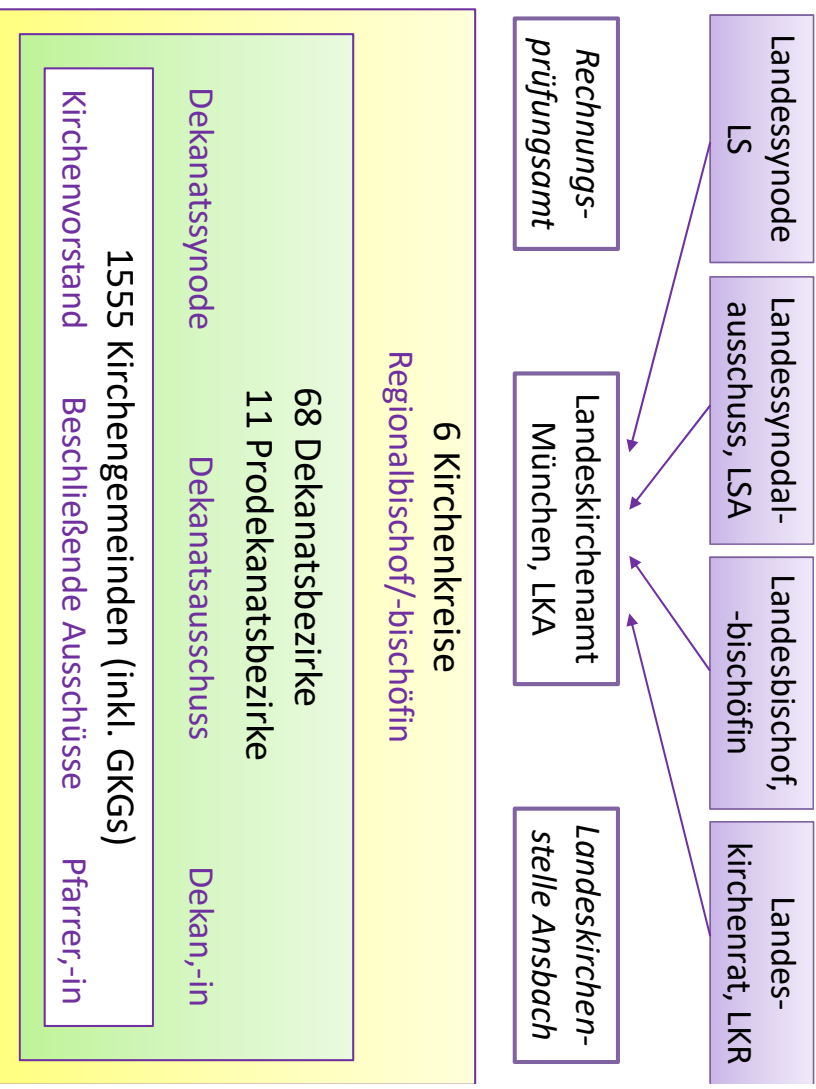 Landessynode
LS
Landessynodal-
ausschuss, LSA
Landesbischof,
-bischöfin
Landes-
kirchenrat, LKR
Rechnungs-
prüfungsamt
Landeskirchenamt
München, LKA
Landeskirchen-
stelle Ansbach
6 Kirchenkreise
Regionalbischof/-bischöfin
68 Dekanatsbezirke
11 Prodekanatsbezirke
Dekanatssynode Dekanatsausschuss Dekan,-in
1555 Kirchengemeinden (inkl. GKGs)
Kirchenvorstand Beschließende Ausschüsse Pfarrer,-in